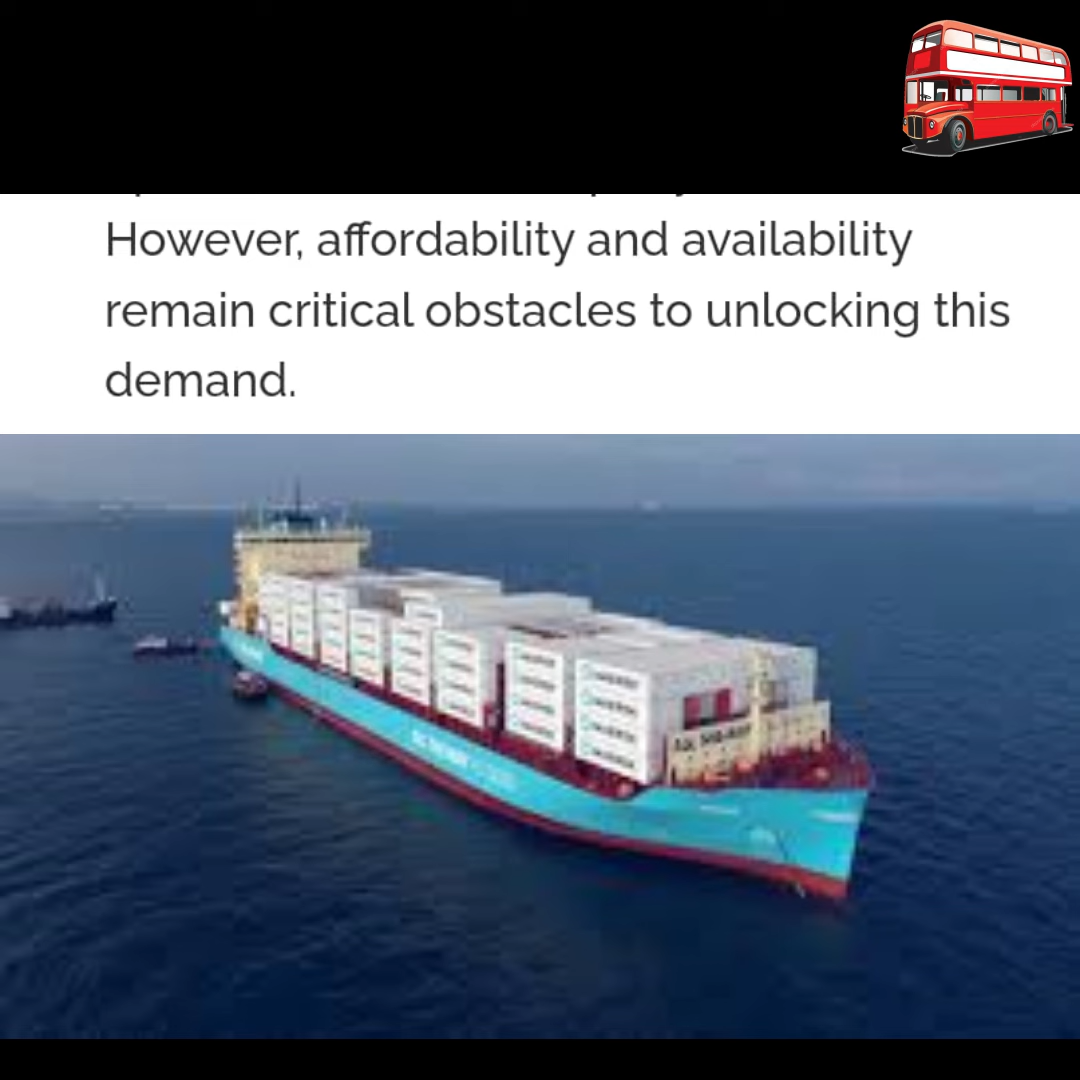 However, affordability and availability
remain critical obstacles to unlocking this
demand.